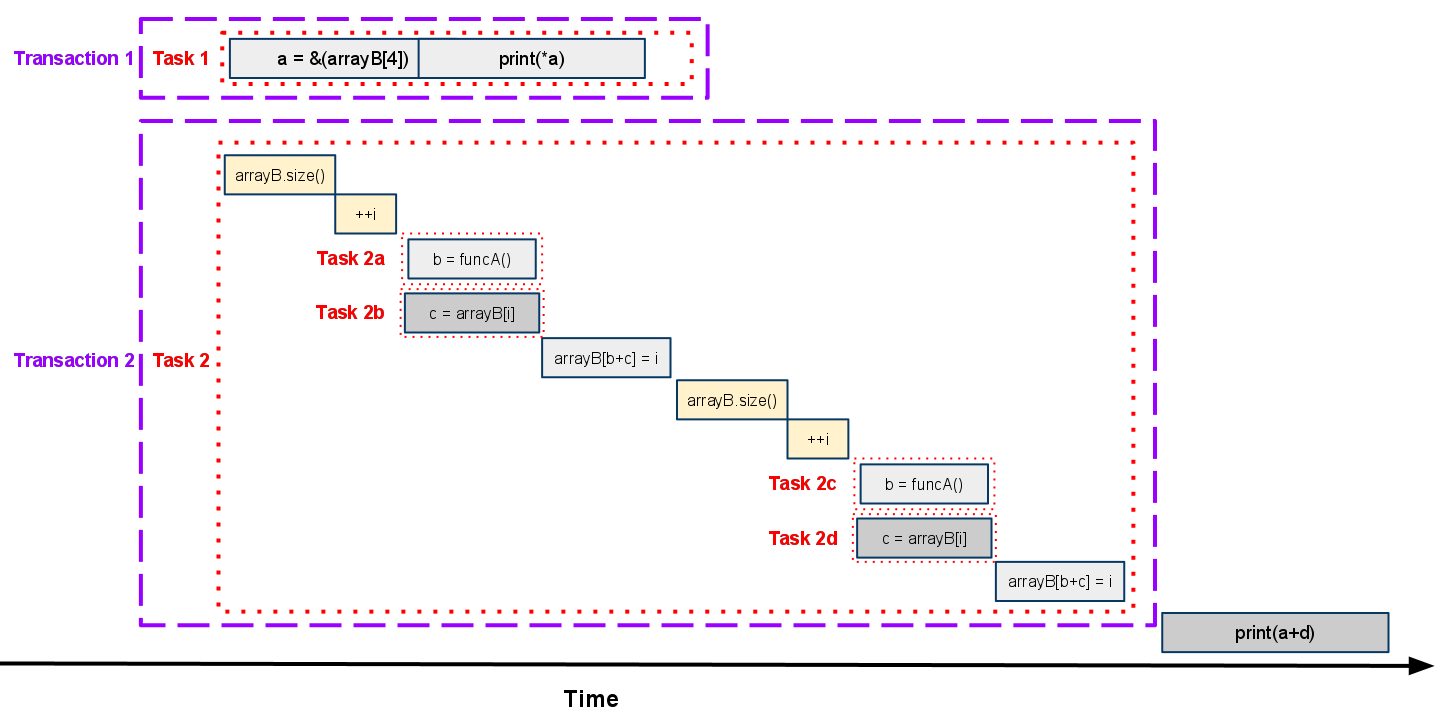 Transaction 1 Task 1 a = &(arrayB[4]) print(*a)
arrayB.size()
++i
Task 2a b = funcA()
Task 2b c = arrayB[i]
Transaction 2 Task 2 arrayB[b+c] = i
arrayB.size()
++i
Task 2c b = funcA()
Task 2d c = arrayB[i]
arrayB[b+c] = i
print(a+d)
Time